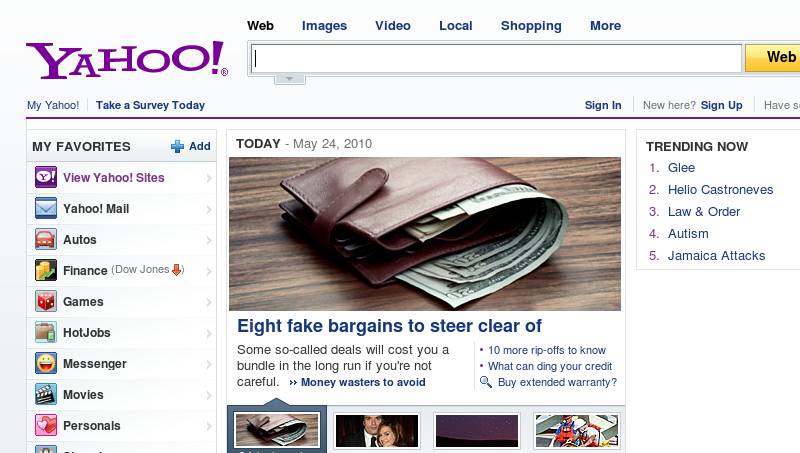 Web Images Video Local Shopping More
YAHOO!®
Web
My Yahoo! Take a Survey Today Sign In New here? Sign Up Have
MY FAVORITES Add
View Yahoo! Sites
Yahoo! Mail
Autos
Finance (Dow Jones )
Games
HotJobs
Messenger
Movies
Personals
TODAY - May 24, 2010
Eight fake bargains to steer clear of
Some so-called deals will cost you a
bundle in the long run if you're not
careful. Money wasters to avoid
• 10 more rip-offs to know
• What can ding your credit
Buy extended warranty?
TRENDING NOW
1. Glee
2. Helio Castroneves
3. Law & Order
4. Autism
5. Jamaica Attacks